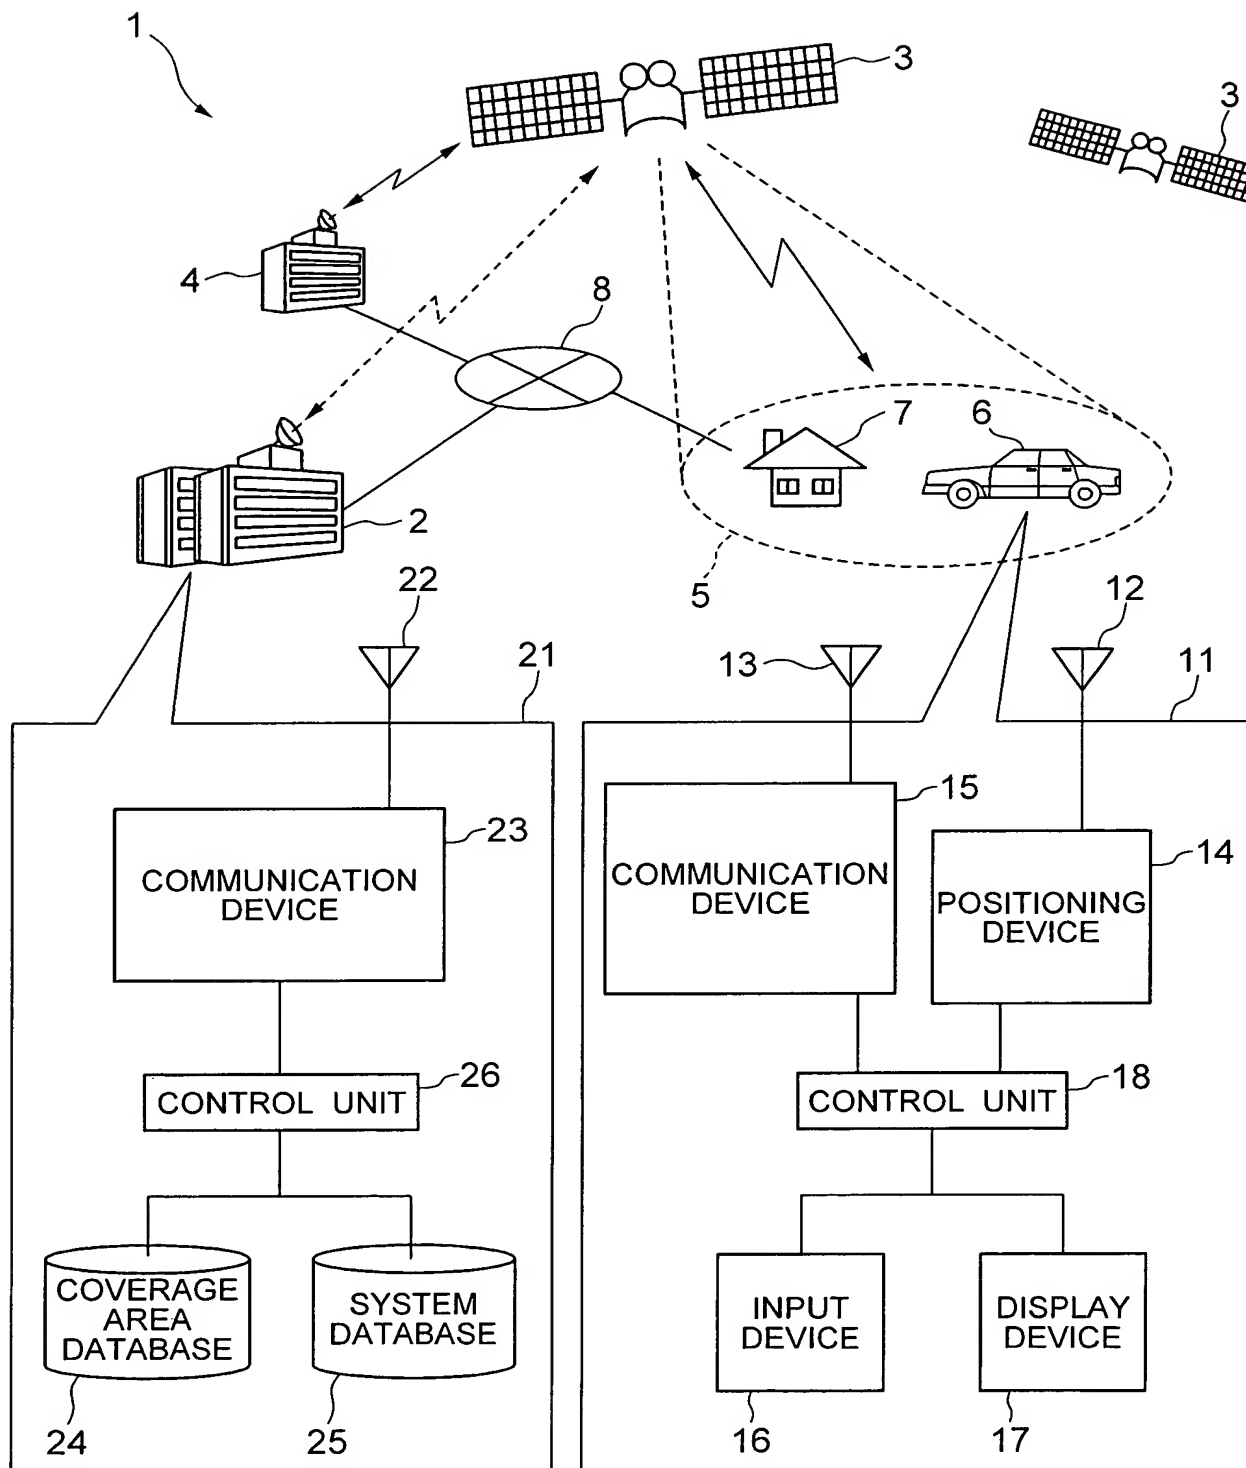 1
3
3
4
8
7
6
2
5
22
12
13
21
11
15
23
14
COMMUNICATION
DEVICE
COMMUNICATION
DEVICE
POSITIONING
DEVICE
26
18
CONTROL UNIT
CONTROL UNIT
COVERAGE
AREA
DATABASE
SYSTEM
DATABASE
INPUT
DEVICE
DISPLAY
DEVICE
24
25
16
17